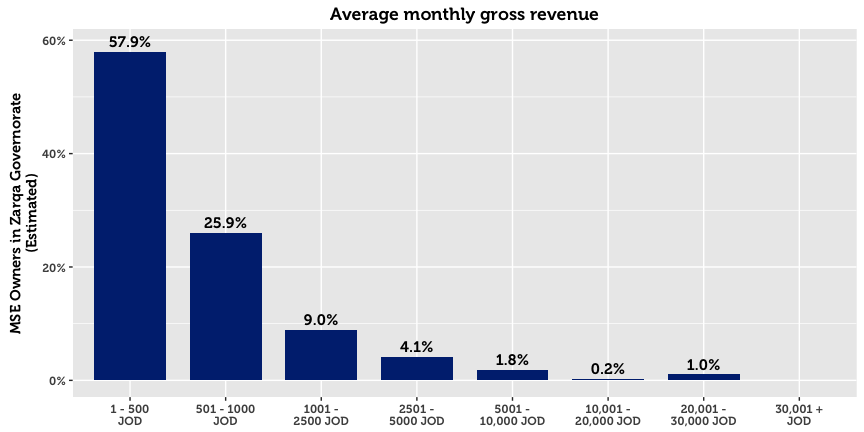 Average monthly gross revenue
MSE Owners in Zarqa Governorate
(Estimated)
60%
40%
20%
0%
57.9%
25.9%
9.0%
4.1%
1.8%
0.2%
1.0%
1 - 500
JOD
501 - 1000
JOD
1001 -
2500 JOD
2501 -
5000 JOD
5001 -
10,000 JOD
10,001 -
20,000 JOD
20,001 -
30,000 JOD
30,001 +
JOD